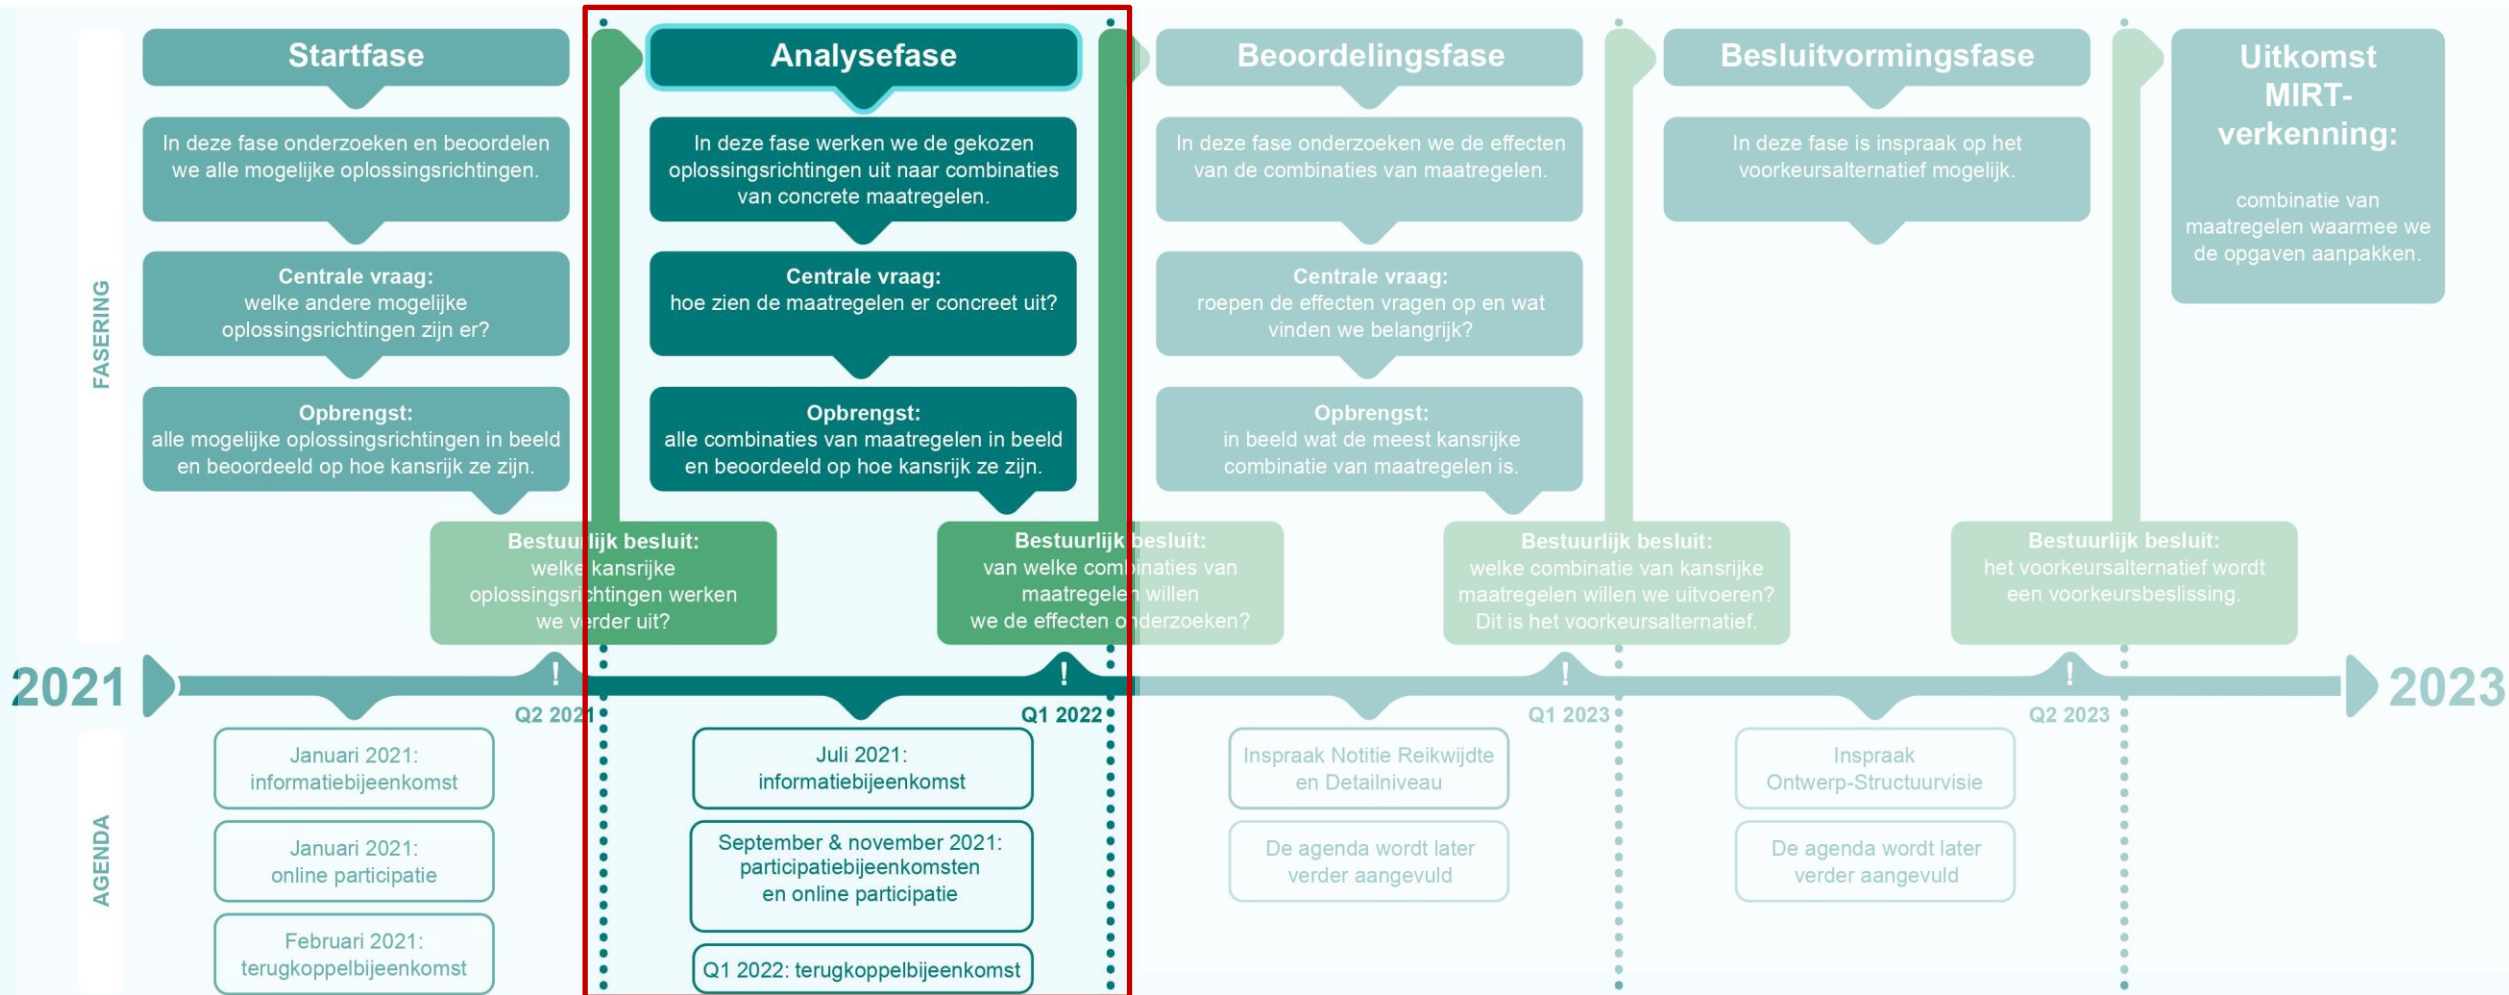 Startfase
In deze fase onderzoeken en beoordelen
we alle mogelijke oplossingsrichtingen.
Centrale vraag:
welke andere mogelijke
oplossingsrichtingen zijn er?
Opbrengst:
alle mogelijke oplossingsrichtingen in beeld
en beoordeeld op hoe kansrijk ze zijn.
Bestuurlijk besluit:
welke kansrijke
oplossingsrichtingen werken
we verder uit?
Analysefase
In deze fase werken we de gekozen
oplossingsrichtingen uit naar combinaties
van concrete maatregelen.
Centrale vraag:
hoe zien de maatregelen er concreet uit?
Opbrengst:
alle combinaties van maatregelen in beeld
en beoordeeld op hoe kansrijk ze zijn.
Bestuurlijk besluit:
van welke combinaties van
maatregelen willen
we de effecten onderzoeken?
Beoordelingsfase
In deze fase onderzoeken we de effecten
van de combinaties van maatregelen.
Centrale vraag:
roepen de effecten vragen op en wat
vinden we belangrijk?
Opbrengst:
in beeld wat de meest kansrijke
combinatie van maatregelen is.
Bestuurlijk besluit:
welke combinatie van kansrijke
maatregelen willen we uitvoeren?
Dit is het voorkeursalternatief.
Besluitvormingsfase
In deze fase is inspraak op het
voorkeursalternatief mogelijk.
Bestuurlijk besluit:
het voorkeursalternatief wordt
een voorkeursbeslissing.
Uitkomst
MIRT-
verkenning:
combinatie van
maatregelen waarmee we
de opgaven aanpakken.
FASERING
2021
!
!
!
!
2023
Q2 2021
Q1 2022
Q1 2023
Q2 2023
AGENDA
Januari 2021:
informatiebijeenkomst
Januari 2021:
online participatie
Februari 2021:
terugkoppelbijeenkomst
Juli 2021:
informatiebijeenkomst
September & november 2021:
participatiebijeenkomsten
en online participatie
Q1 2022: terugkoppelbijeenkomst
Inspraak Notitie Reikwijdte
en Detailniveau
De agenda wordt later
verder aangevuld
Inspraak
Ontwerp-Structuurvisie
De agenda wordt later
verder aangevuld